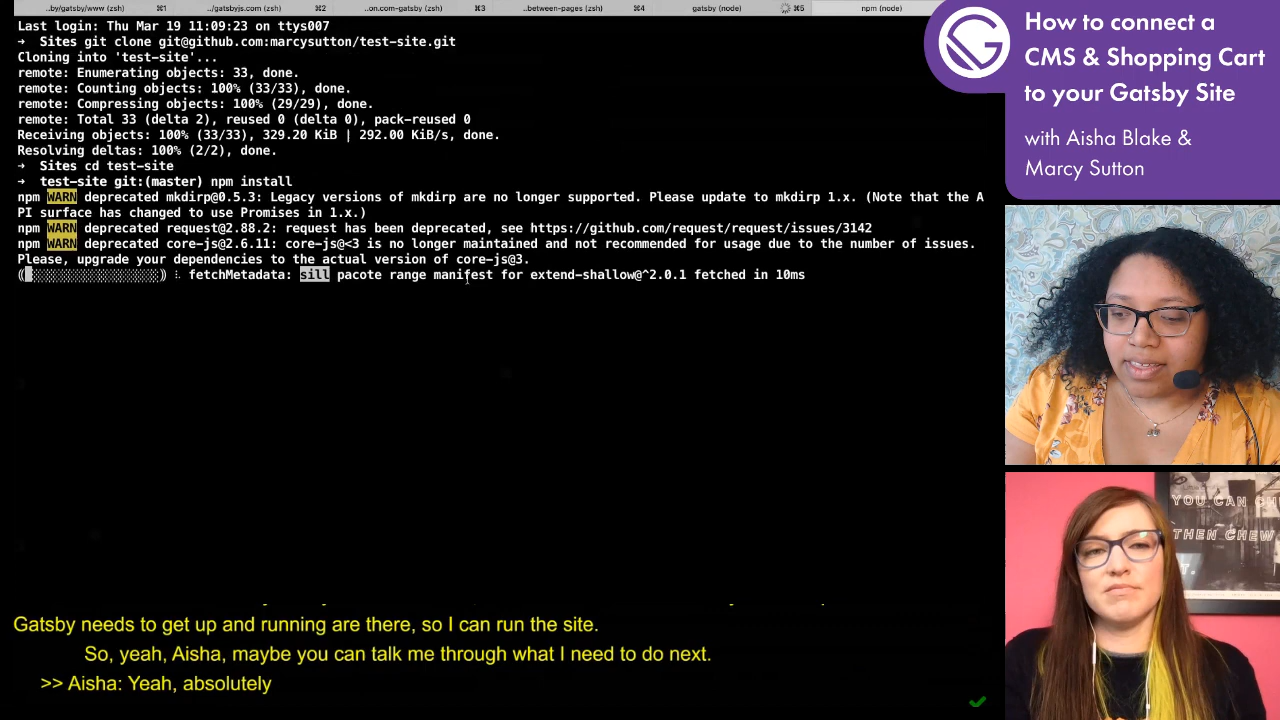 ..by/gatsby/www (zsh) ⌘1 ../gatsbyjs.com (zsh) ⌘2 ...on.com-gatsby (zsh) ⌘3 ..between-pages (zsh) ⌘4 gatsby (node) ⌘5 npm (node)
Last login: Thu Mar 19 11:09:23 on ttys007
➜ Sites git clone git@github.com:marcysutton/test-site.git
Cloning into 'test-site'...
remote: Enumerating objects: 33, done.
remote: Counting objects: 100% (33/33), done.
remote: Compressing objects: 100% (29/29), done.
remote: Total 33 (delta 2), reused 0 (delta 0), pack-reused 0
Receiving objects: 100% (33/33), 329.20 KiB | 292.00 KiB/s, done.
Resolving deltas: 100% (2/2), done.
➜ Sites cd test-site
➜ test-site git:(master) npm install
npm WARN deprecated mkdirp@0.5.3: Legacy versions of mkdirp are no longer supported. Please update to mkdirp 1.x. (Note that the A
PI surface has changed to use Promises in 1.x.)
npm WARN deprecated request@2.88.2: request has been deprecated, see https://github.com/request/request/issues/3142
npm WARN deprecated core-js@2.6.11: core-js@<3 is no longer maintained and not recommended for usage due to the number of issues.
Please, upgrade your dependencies to the actual version of core-js@3.
fetchMetadata: sill pacote range manifest for extend-shallow@^2.0.1 fetched in 10ms
How to connect a
CMS & Shopping Cart
to your Gatsby Site
with Aisha Blake &
Marcy Sutton
YOU CAN
THEN CHEW
Gatsby needs to get up and running are there, so I can run the site.
So, yeah, Aisha, maybe you can talk me through what I need to do next.
>> Aisha: Yeah, absolutely